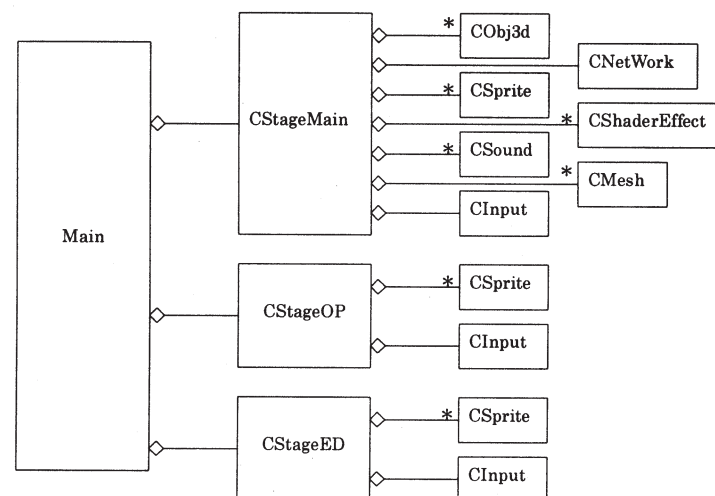 Main
CStageMain
* CObj3d
CNetWork
* CSprite
* CShaderEffect
* CSound
* CMesh
CInput
CStageOP
* CSprite
CInput
CStageED
* CSprite
CInput